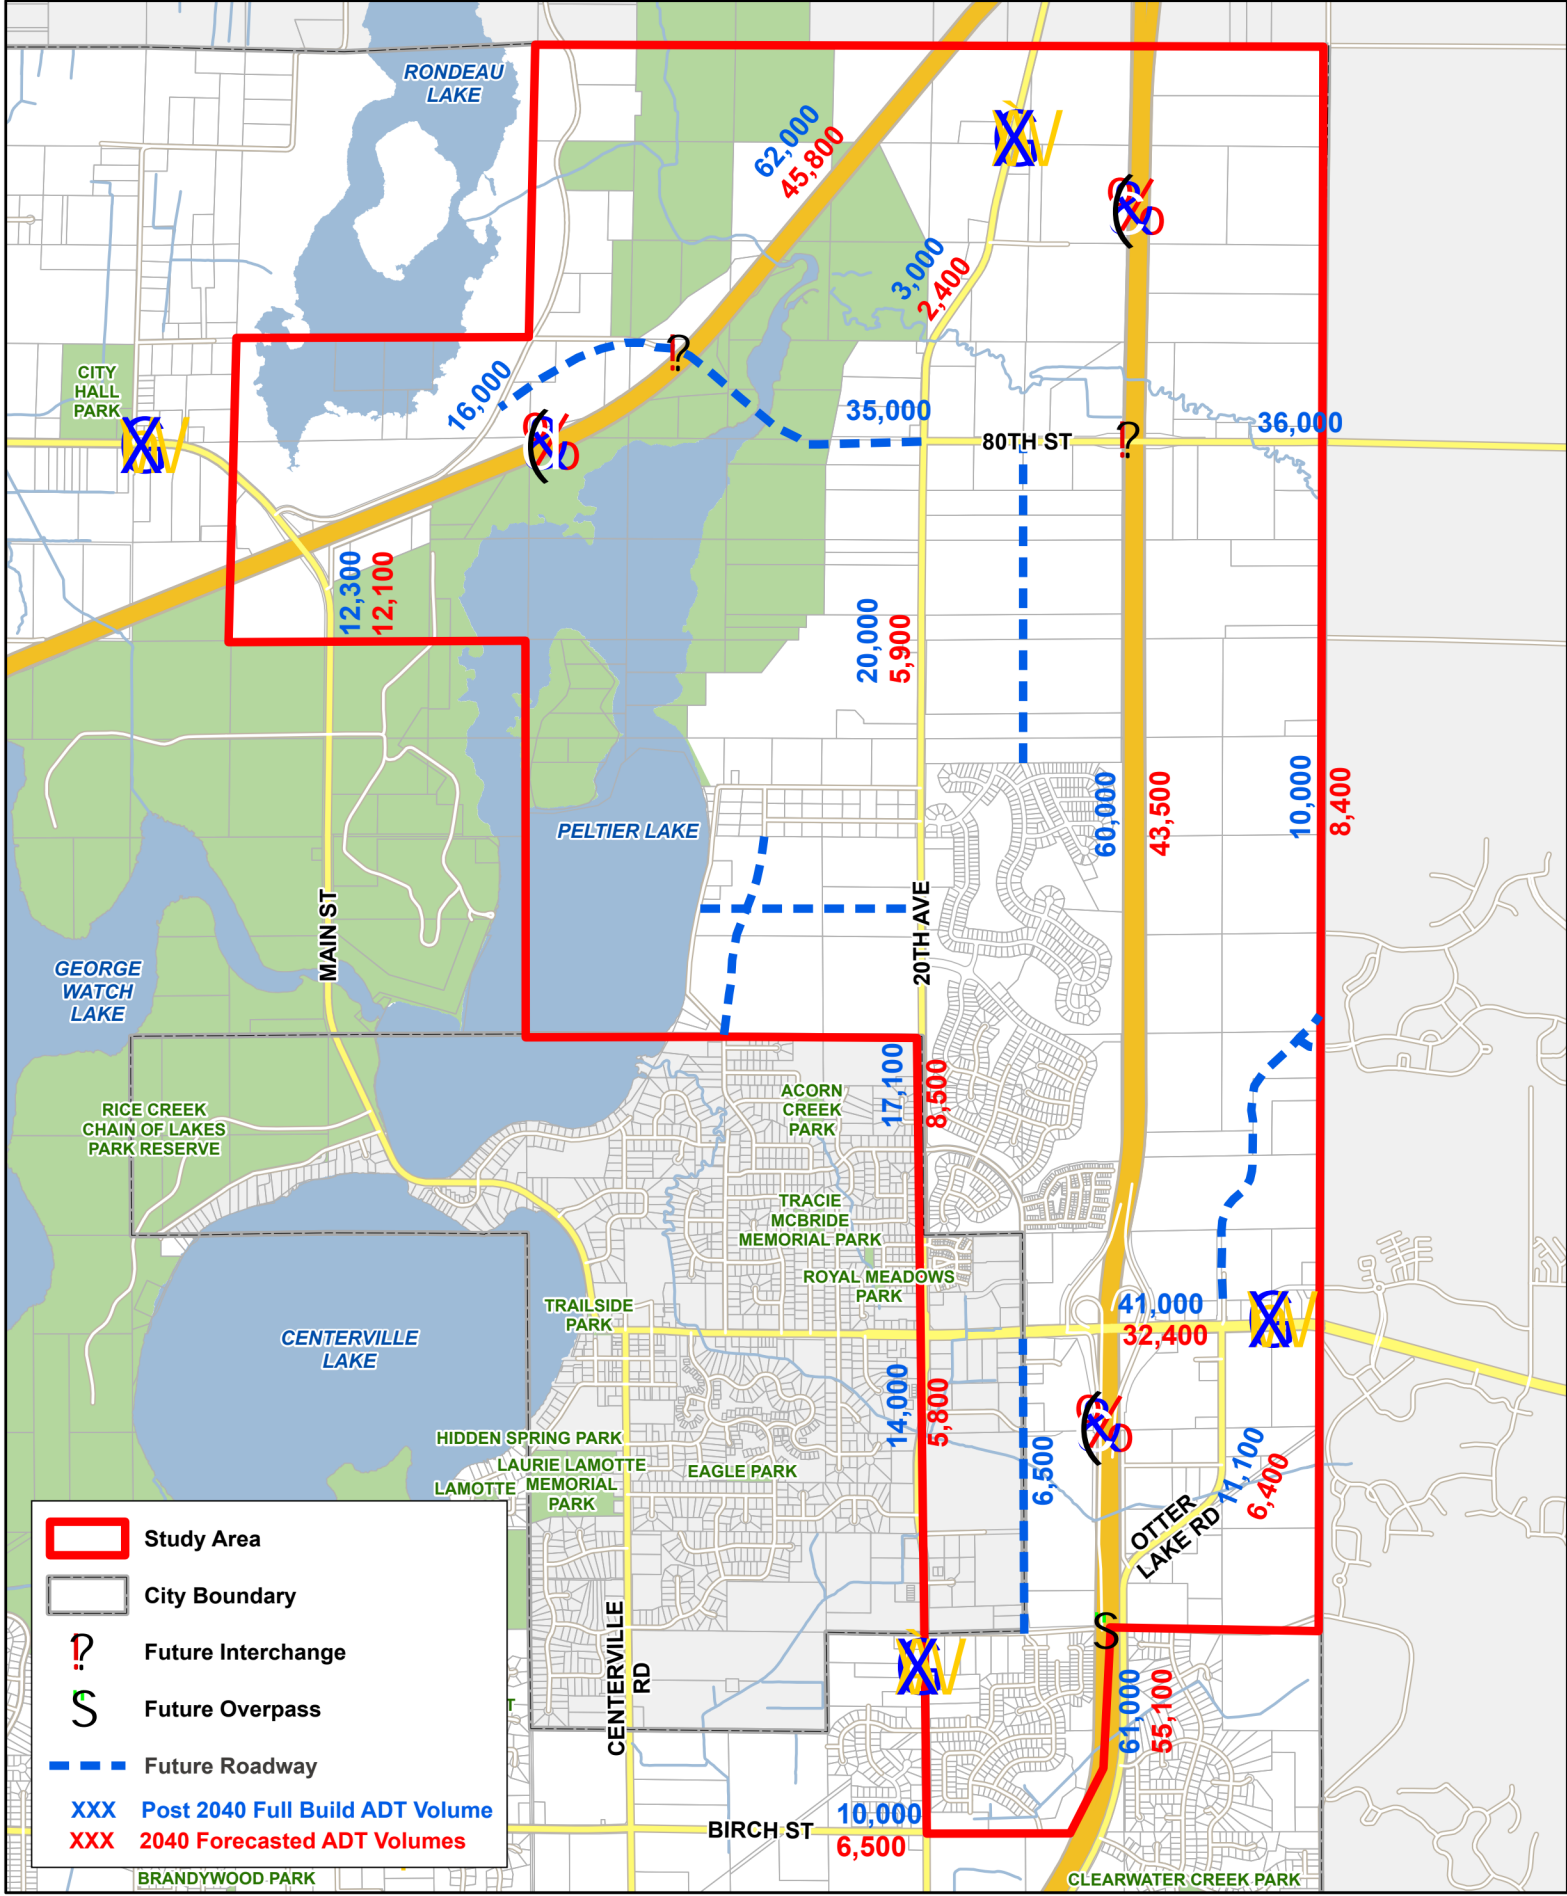 RONDEAU
LAKE
62,000
45,800
3,000
2,400
CITY
HALL
PARK
16,000
35,000
80TH ST
36,000
12,300
12,100
20,000
5,900
60,000
43,500
10,000
8,400
PELTIER LAKE
MAIN ST
20TH AVE
GEORGE
WATCH
LAKE
17,100
8,500
ACORN
CREEK
PARK
RICE CREEK
CHAIN OF LAKES
PARK RESERVE
TRACIE
MCBRIDE
MEMORIAL PARK
ROYAL MEADOWS
PARK
TRAILSIDE
PARK
41,000
32,400
CENTERVILLE
LAKE
14,000
5,800
HIDDEN SPRING PARK
LAURIE LAMOTTE
MEMORIAL
PARK
LAMOTTE
EAGLE PARK
6,500
11,100
6,400
OTTER
LAKE RD
Study Area
City Boundary
Future Interchange
Future Overpass
Future Roadway
XXX Post 2040 Full Build ADT Volume
XXX 2040 Forecasted ADT Volumes
T
CENTERVILLE
RD
61,000
55,100
BIRCH ST
10,000
6,500
BRANDYWOOD PARK
CLEARWATER CREEK PARK